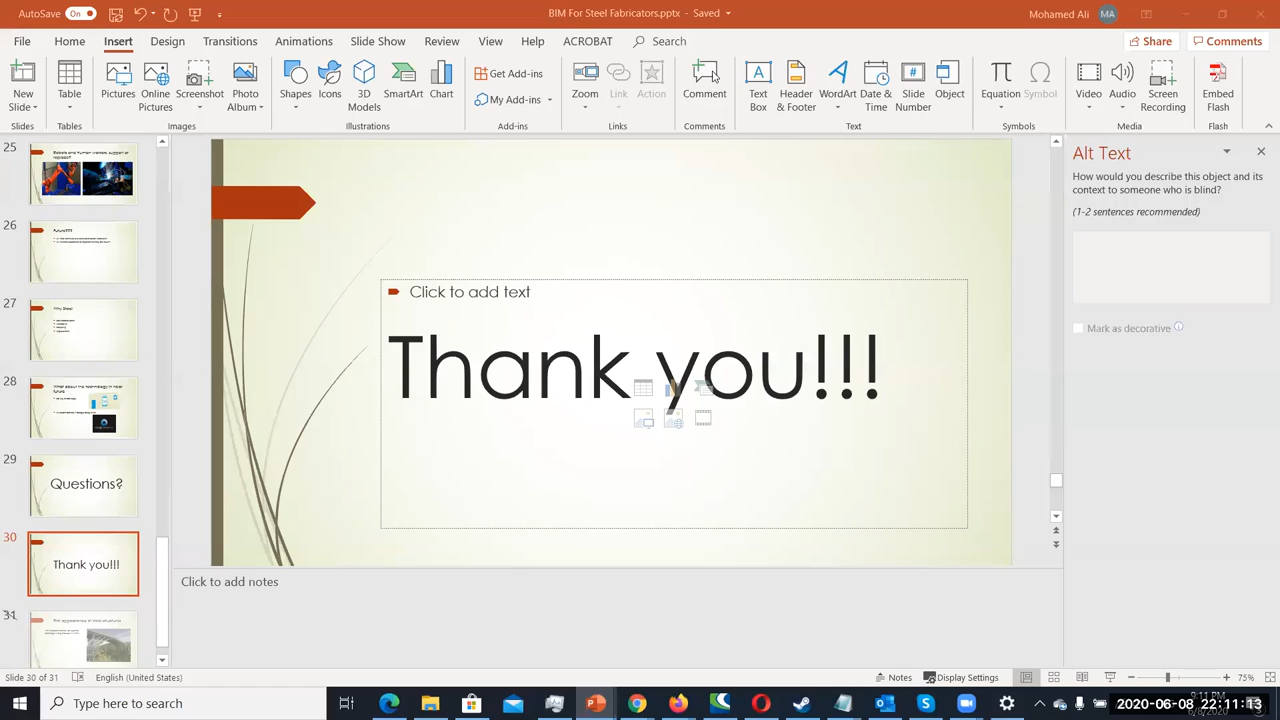 AutoSave On
BIM For Steel Fabricators.pptx - Saved
Mohamed Ali MA
File Home Insert Design Transitions Animations Slide Show Review View Help ACROBAT Search Share Comments
New Slide
Table
Pictures
Online Pictures
Screenshot
Photo Album
Shapes
Icons
3D Models
SmartArt
Chart
Get Add-ins
My Add-ins
Zoom
Link
Action
Comment
Text Box
Header & Footer
WordArt
Date & Time
Slide Number
Object
Equation
Symbol
Video
Audio
Screen Recording
Embed Flash
Slides Tables Images Illustrations Add-ins Links Comments Text Symbols Media Flash
25
26
27
28
29
Questions?
30
Thank you!!!
31
Click to add text
Thank you!!!
Click to add notes
Alt Text
How would you describe this object and its
context to someone who is blind?
(1-2 sentences recommended)
Mark as decorative
Slide 30 of 31 English (United States) Notes Display Settings 75%
Type here to search
9:11 PM
2020-06-08 22:11:13